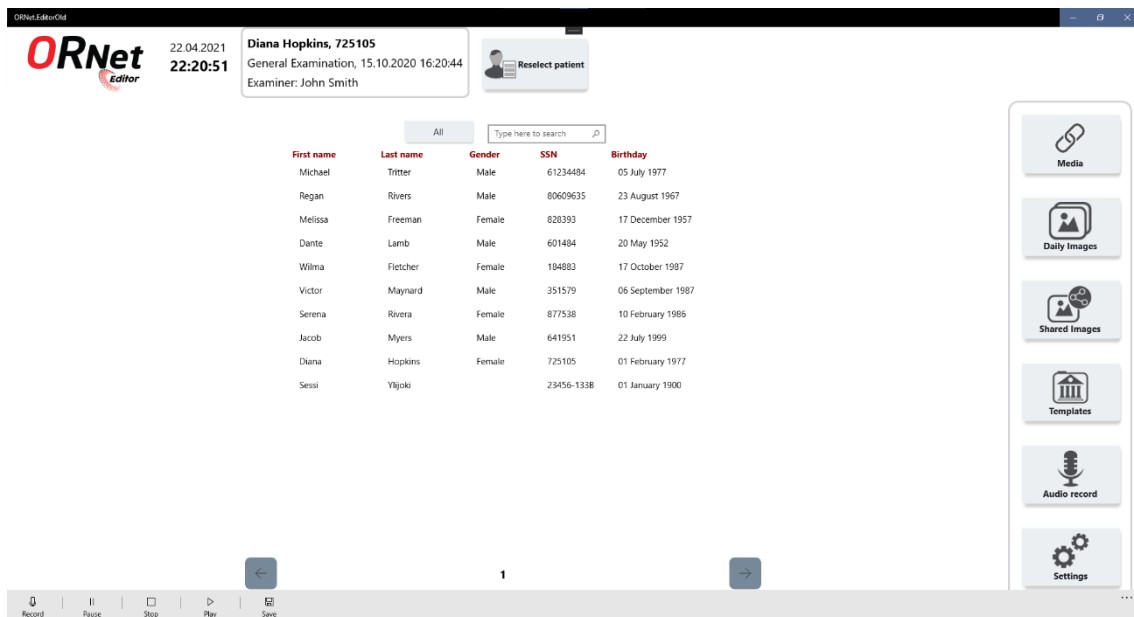 ORNet.EditorOld
ORNet
Editor
22.04.2021
22:20:51
Diana Hopkins, 725105
General Examination, 15.10.2020 16:20:44
Examiner: John Smith
Reselect patient
All
Type here to search
First name Last name Gender SSN Birthday
Michael Tritter Male 61234484 05 July 1977
Regan Rivers Male 80609635 23 August 1967
Melissa Freeman Female 828393 17 December 1957
Dante Lamb Male 601484 20 May 1952
Wilma Fletcher Female 184883 17 October 1987
Victor Maynard Male 351579 06 September 1987
Serena Rivera Female 877538 10 February 1986
Jacob Myers Male 641951 22 July 1999
Diana Hopkins Female 725105 01 February 1977
Sessi Ylijoki 23456-133B 01 January 1900
1
Media
Daily Images
Shared Images
Templates
Audio record
Settings
Record Pause Stop Play Save